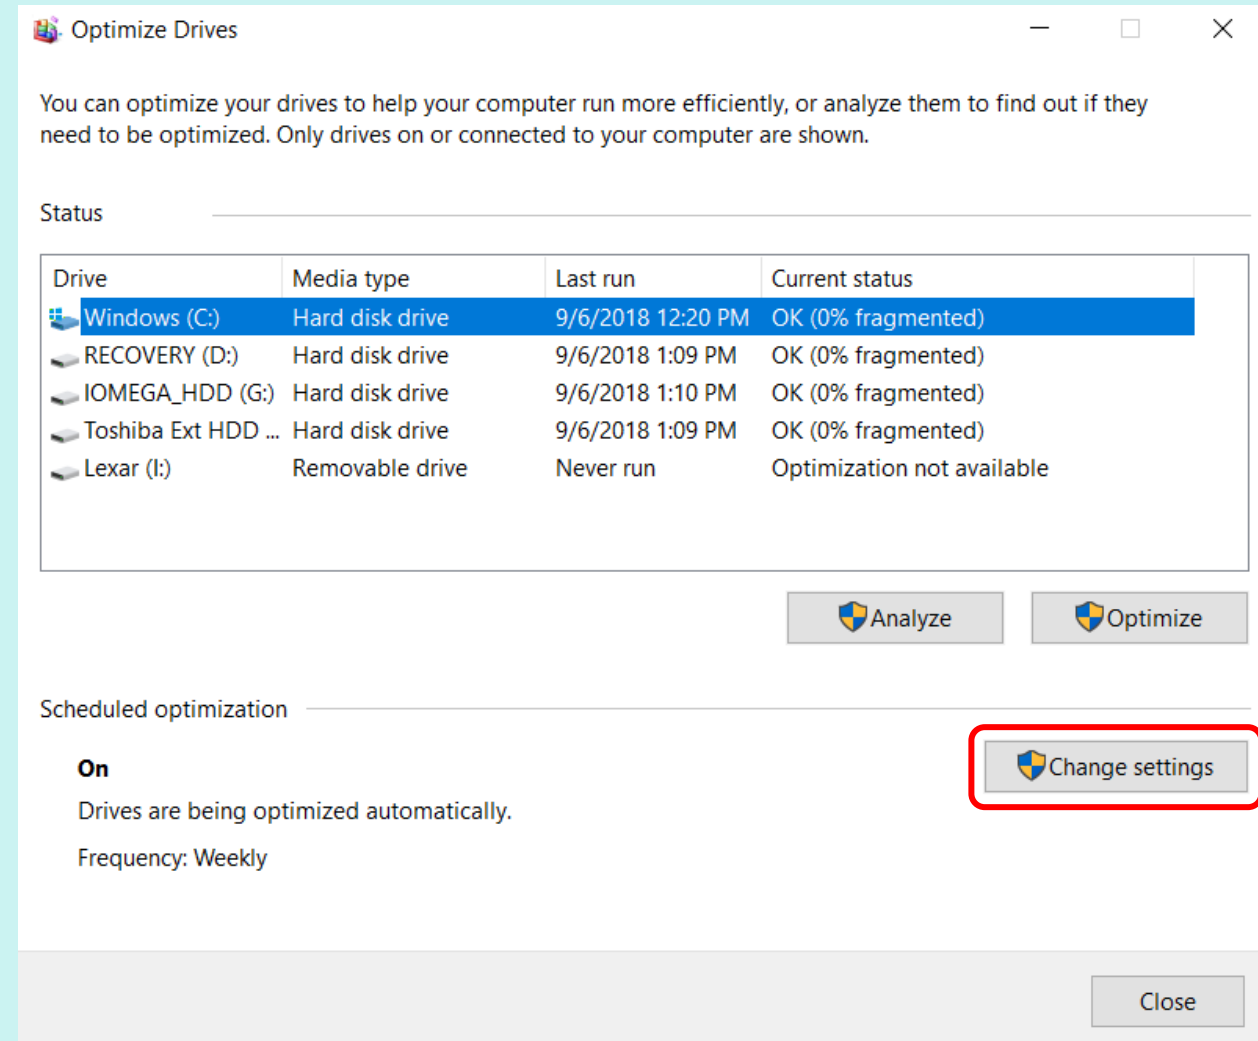 Optimize Drives
You can optimize your drives to help your computer run more efficiently, or analyze them to find out if they
need to be optimized. Only drives on or connected to your computer are shown.
Status
Drive Media type Last run Current status
Windows (C:) Hard disk drive 9/6/2018 12:20 PM OK (0% fragmented)
RECOVERY (D:) Hard disk drive 9/6/2018 1:09 PM OK (0% fragmented)
IOMEGA_HDD (G:) Hard disk drive 9/6/2018 1:10 PM OK (0% fragmented)
Toshiba Ext HDD ... Hard disk drive 9/6/2018 1:09 PM OK (0% fragmented)
Lexar (I:) Removable drive Never run Optimization not available
Analyze Optimize
Scheduled optimization
On Change settings
Drives are being optimized automatically.
Frequency: Weekly
Close